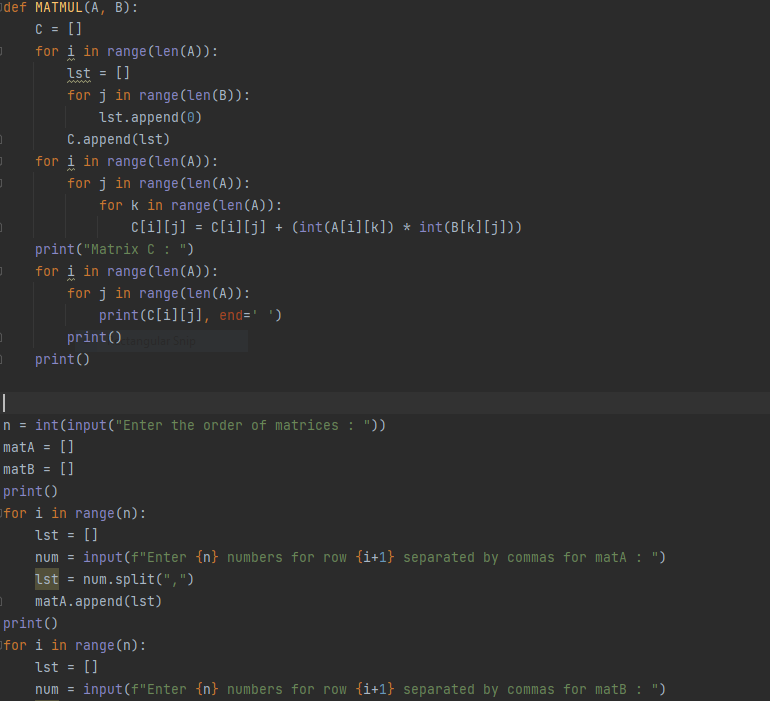 def MATMUL(A, B):
    C = []
    for i in range(len(A)):
        lst = []
        for j in range(len(B)):
            lst.append(0)
        C.append(lst)
    for i in range(len(A)):
        for j in range(len(A)):
            for k in range(len(A)):
                C[i][j] = C[i][j] + (int(A[i][k]) * int(B[k][j]))
    print("Matrix C : ")
    for i in range(len(A)):
        for j in range(len(A)):
            print(C[i][j], end=' ')
        print()
    print()
n = int(input("Enter the order of matrices : "))
matA = []
matB = []
print()
for i in range(n):
    lst = []
    num = input(f"Enter {n} numbers for row {i+1} separated by commas for matA : ")
    lst = num.split(",")
    matA.append(lst)
print()
for i in range(n):
    lst = []
    num = input(f"Enter {n} numbers for row {i+1} separated by commas for matB : ")